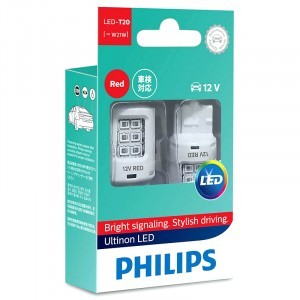 LED-T20
[~W21W]
Red
車検
対応
12 V
12V RED
12V RED
LED
Bright signaling. Stylish driving.
Ultinon LED
PHILIPS